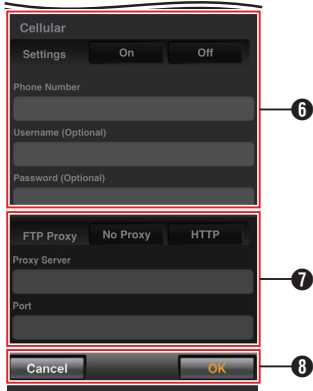 Cellular
Settings On Off
Phone Number
Username (Optional)
Password (Optional)
6
FTP Proxy No Proxy HTTP
Proxy Server
Port
7
Cancel OK
8